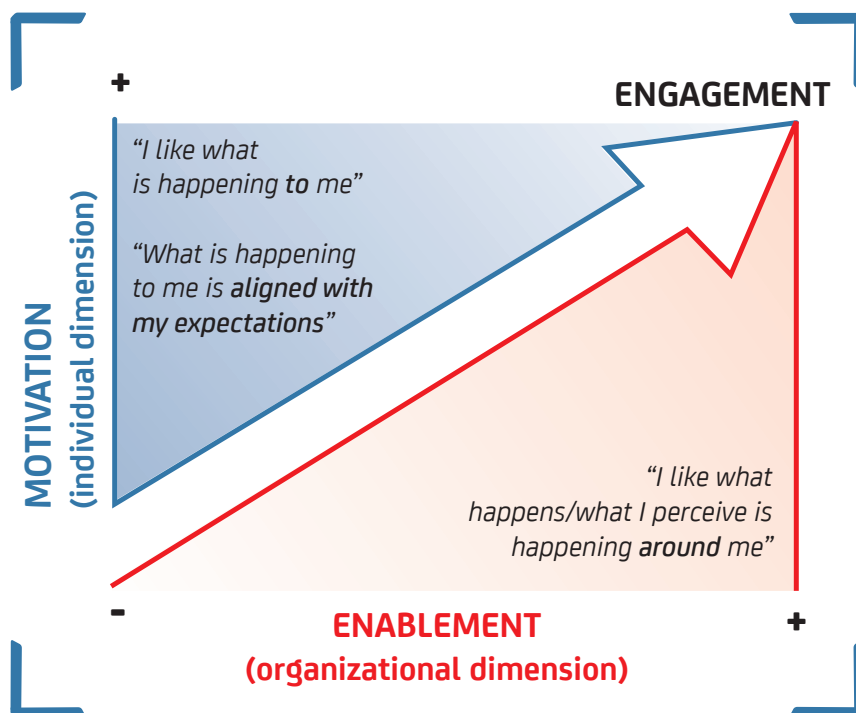 +
ENGAGEMENT
“I like what
is happening to me”
“What is happening
to me is aligned with
my expectations”
MOTIVATION
(individual dimension)
“I like what
happens/what I perceive is
happening around me”
-
+
ENABLEMENT
(organizational dimension)